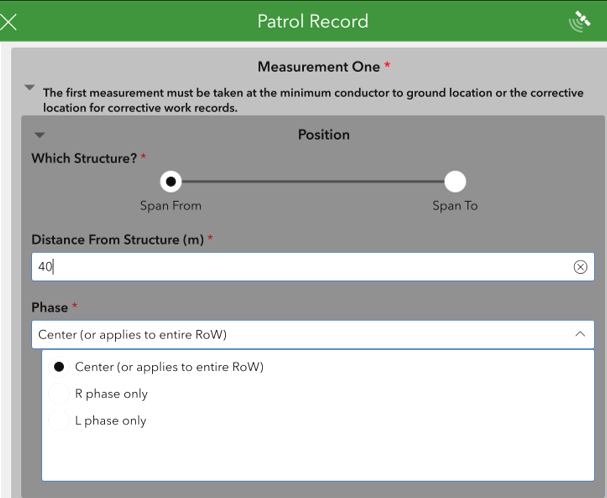 Patrol Record
Measurement One *
The first measurement must be taken at the minimum conductor to ground location or the corrective
location for corrective work records.
Position
Which Structure? *
Span From
Span To
Distance From Structure (m) *
40
Phase *
Center (or applies to entire RoW)
Center (or applies to entire RoW)
R phase only
L phase only